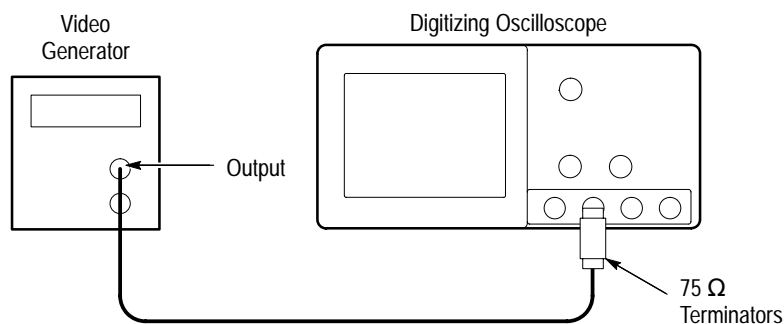 Video
Generator
Digitizing Oscilloscope
Output
75 Ω
Terminators